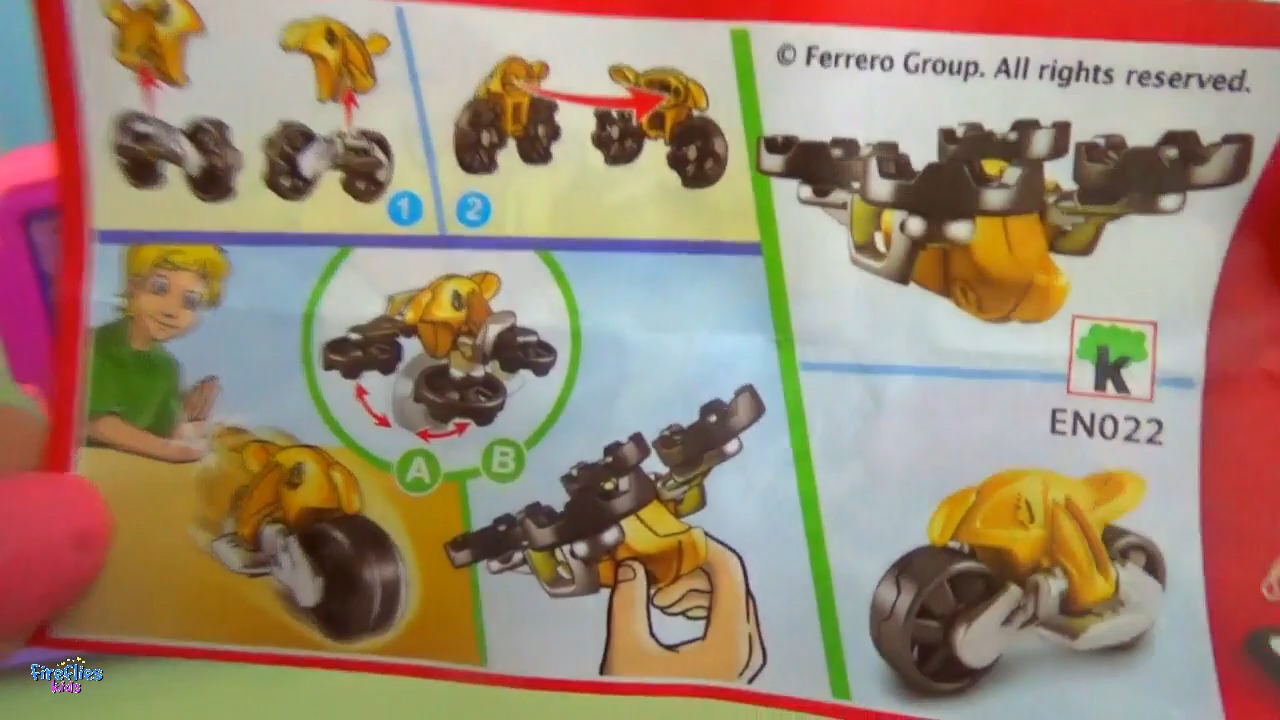 © Ferrero Group. All rights reserved.
1
2
k
EN022
A
B
Fireflies
kids